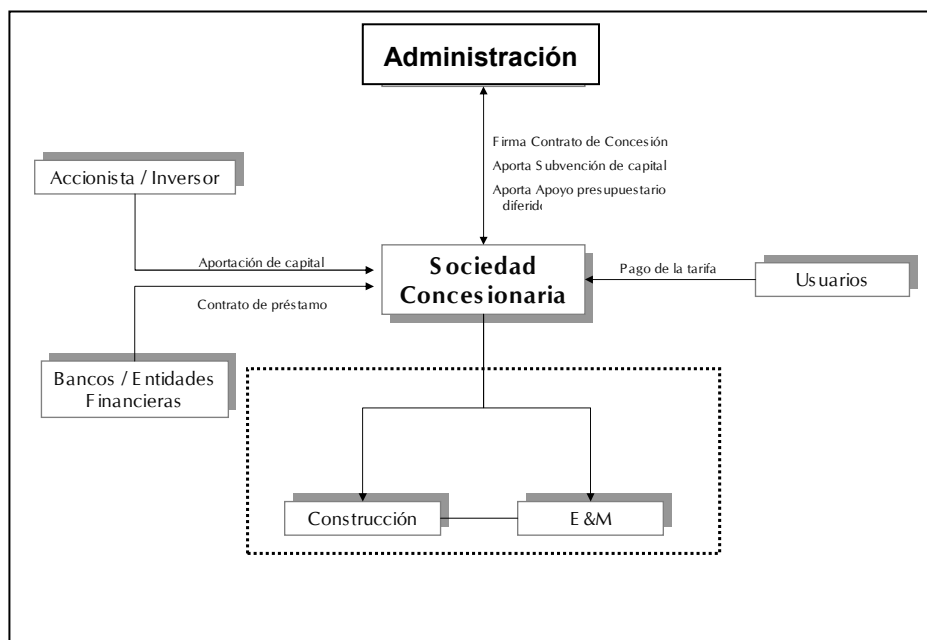 Administración
Firma Contrato de Concesión
Aporta Subvención de capital
Aporta Apoyo presupuestario
diferido
Accionista / Inversor
Aportación de capital
Sociedad
Concesionaria
Pago de la tarifa
Usuarios
Contrato de préstamo
Bancos / Entidades
Financieras
Construcción
E&M